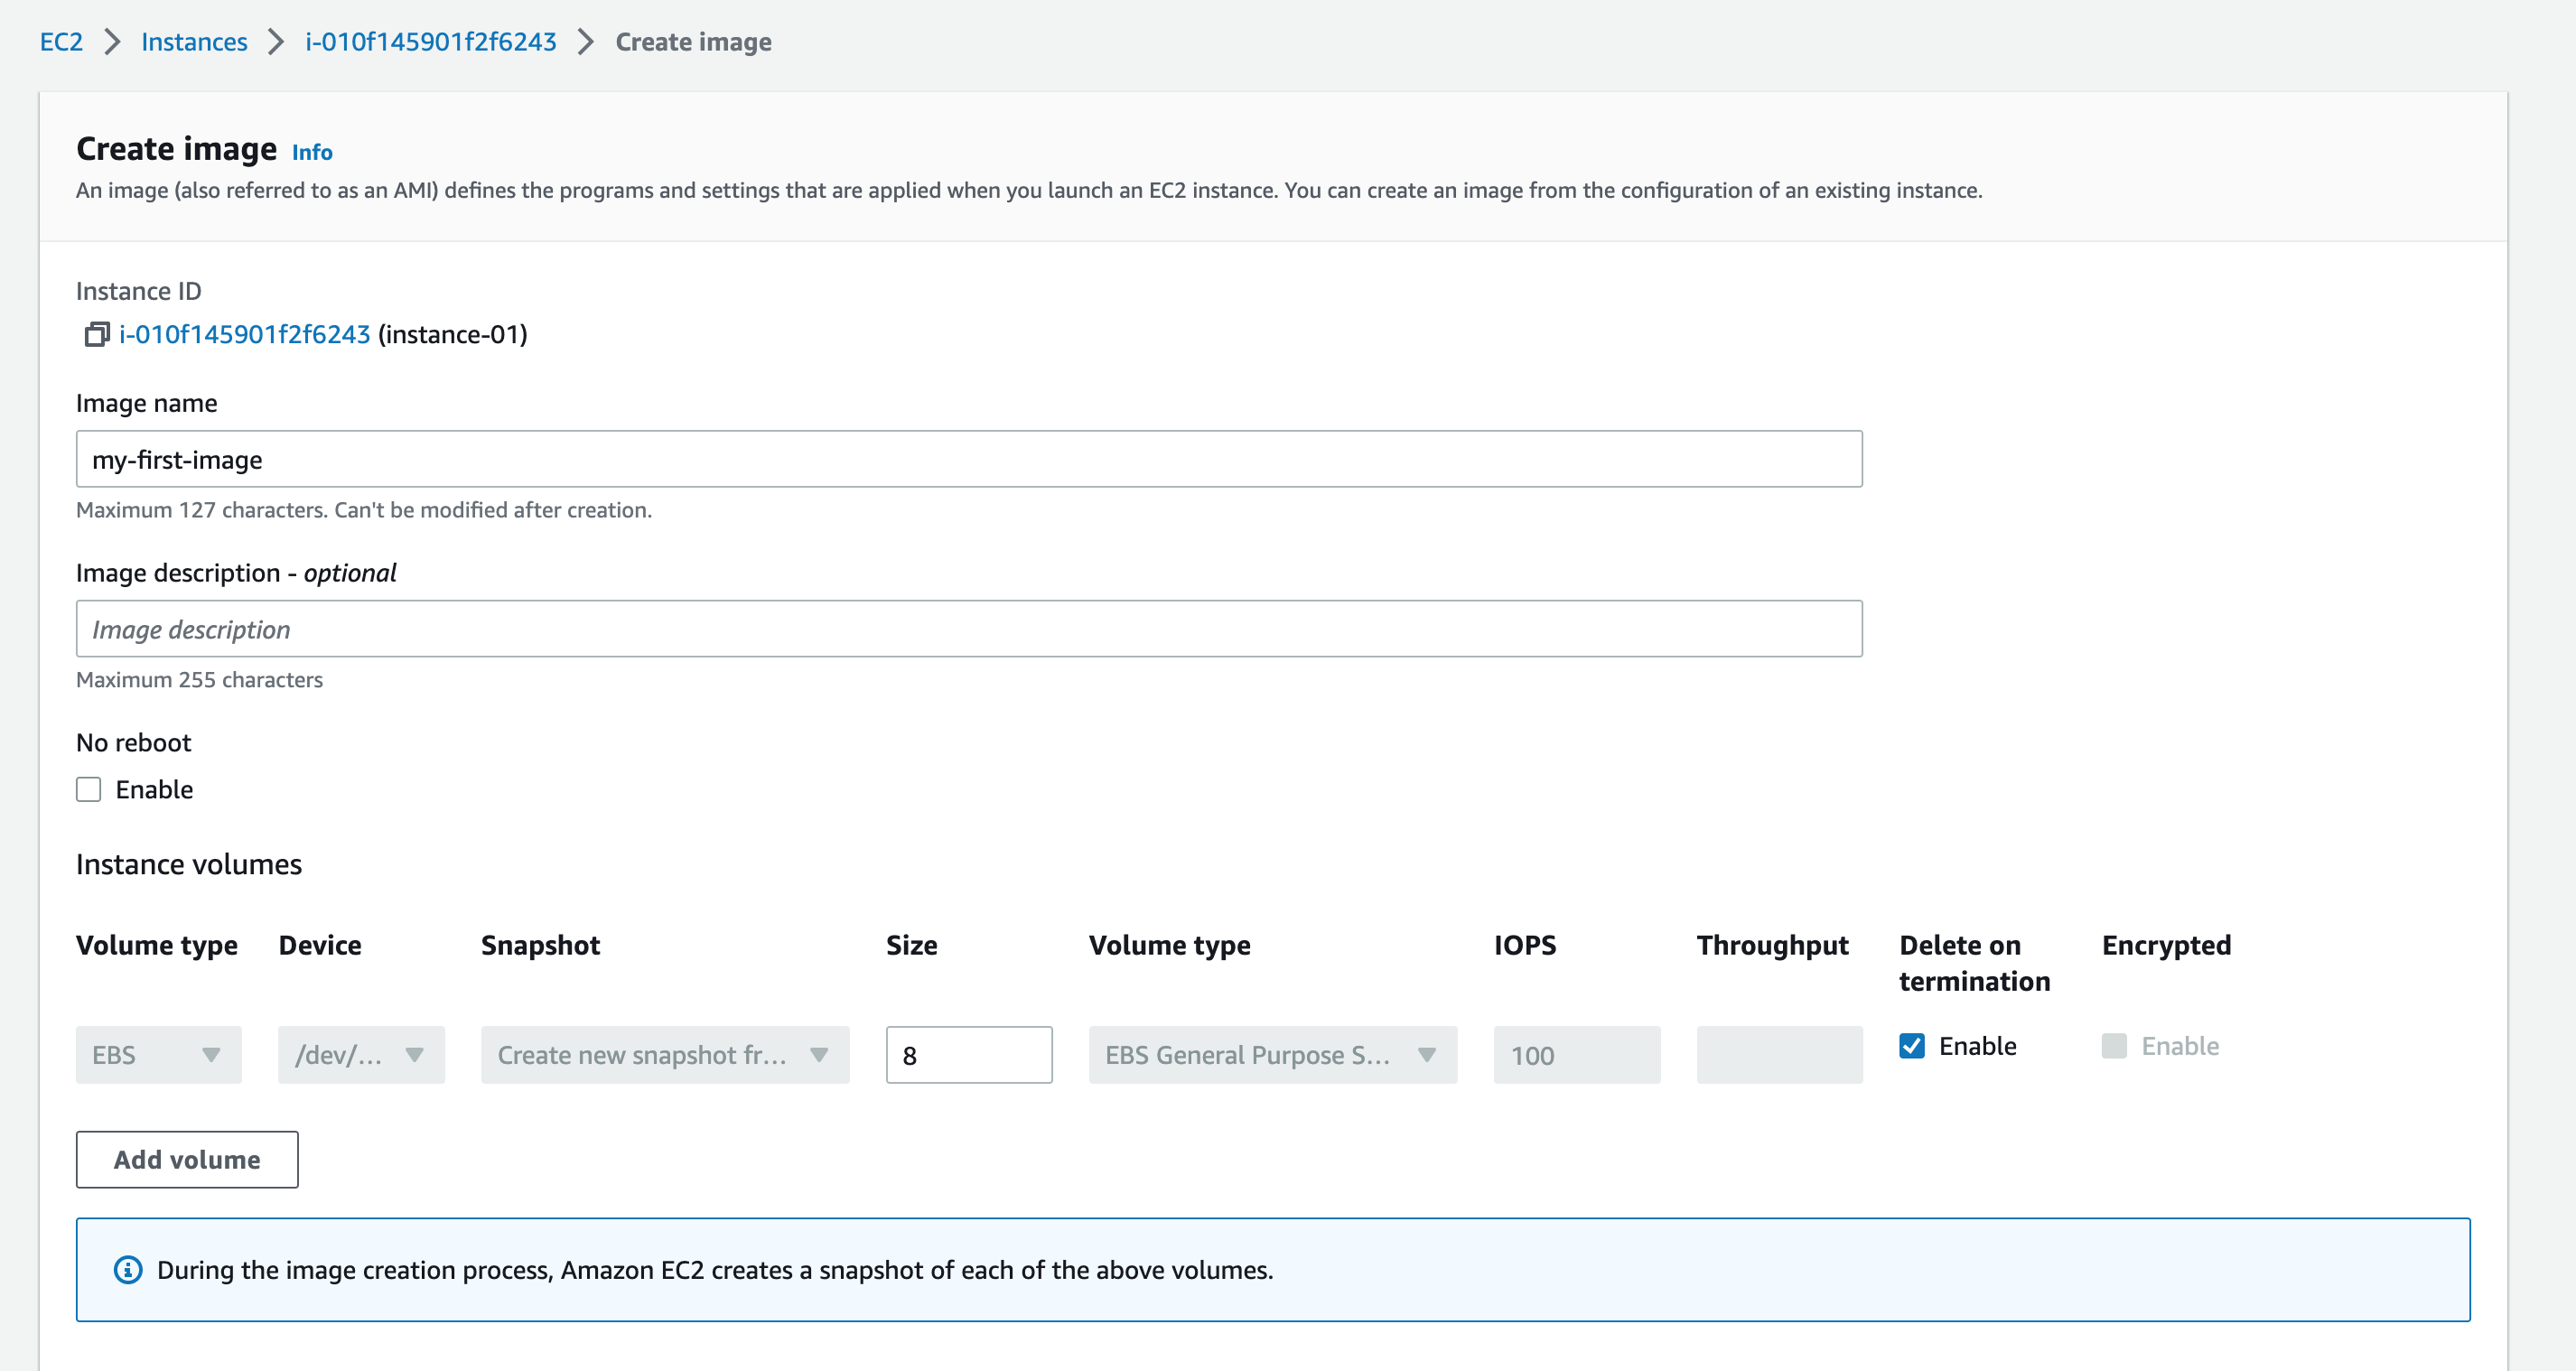 EC2 Instances i-010f145901f2f6243 Create image
Create image Info
An image (also referred to as an AMI) defines the programs and settings that are applied when you launch an EC2 instance. You can create an image from the configuration of an existing instance.
Instance ID
i-010f145901f2f6243 (instance-01)
Image name
my-first-image
Maximum 127 characters. Can't be modified after creation.
Image description - optional
Image description
Maximum 255 characters
No reboot
Enable
Instance volumes
Volume type Device Snapshot Size Volume type IOPS Throughput Delete on termination Encrypted
EBS /dev/... Create new snapshot fr... 8 EBS General Purpose S... 100 Enable Enable
Add volume
During the image creation process, Amazon EC2 creates a snapshot of each of the above volumes.